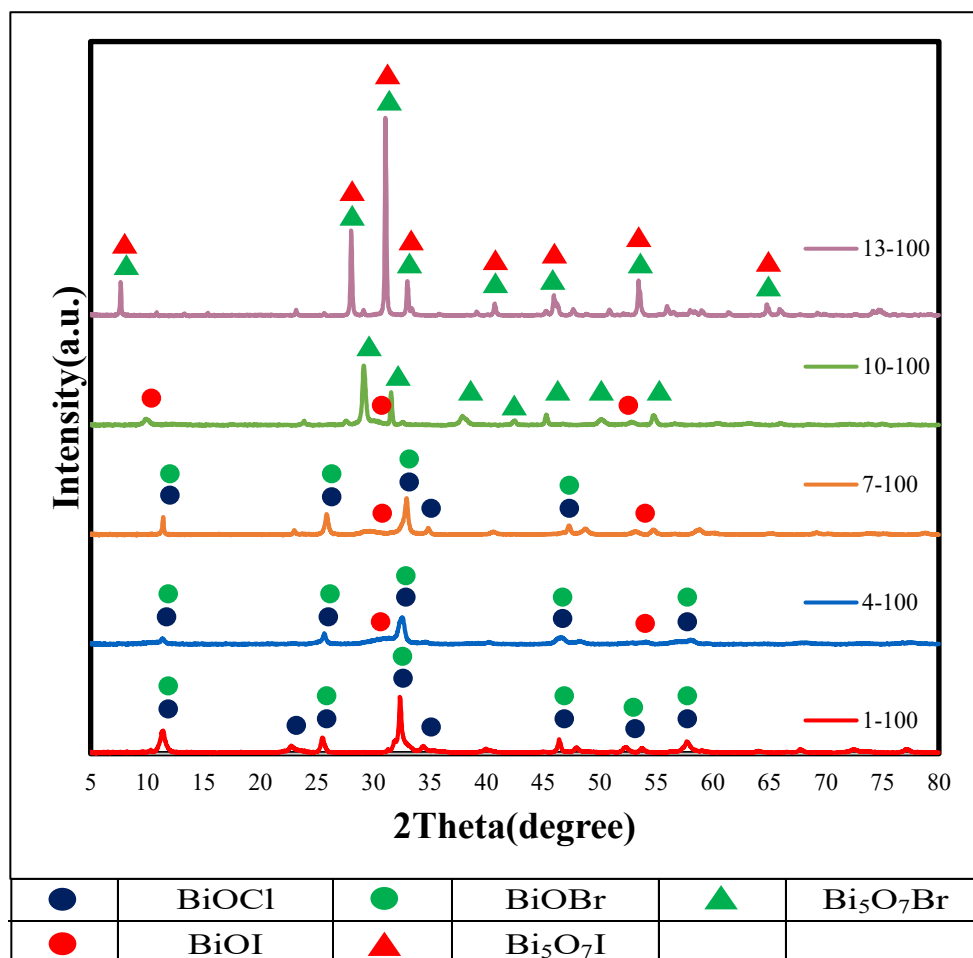 Intensity(a.u.)
13-100
10-100
7-100
4-100
1-100
5 10 15 20 25 30 35 40 45 50 55 60 65 70 75 80
2Theta(degree)
BiOCl BiOBr Bi₅O₇Br
BiOI Bi₅O₇I